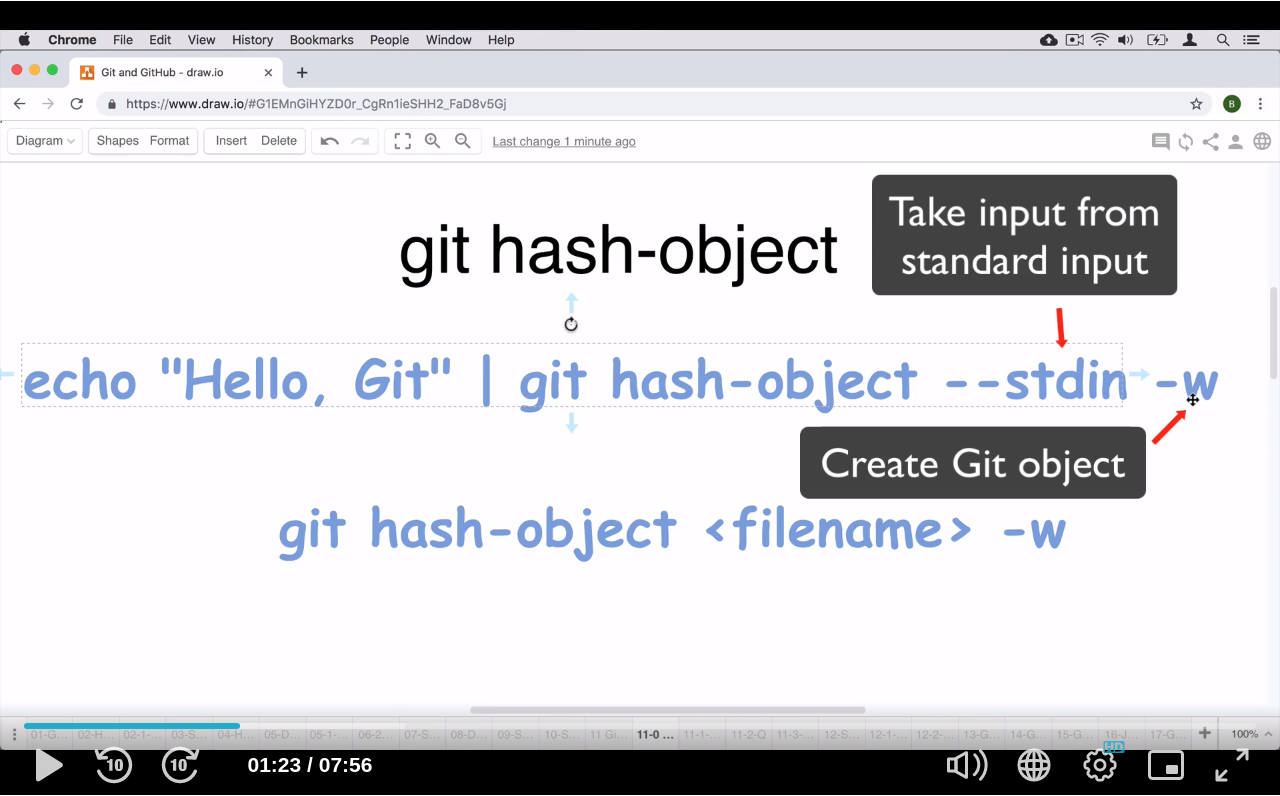 Chrome File Edit View History Bookmarks People Window Help
Git and GitHub - draw.io
https://www.draw.io/#G1EMnGiHYZD0r_CgRn1ieSHH2_FaD8v5Gj
B
Diagram Shapes Format Insert Delete Last change 1 minute ago
Take input from
standard input
git hash-object
echo "Hello, Git" | git hash-object --stdin -w
Create Git object
git hash-object <filename> -w
01-G... 02-H... 02-1-... 03-S... 04-H... 05-D... 05-1-... 06-2... 07-S... 08-D... 09-S... 10-S... 11 Gi... 11-0 ... 11-1-... 11-2-Q 11-3-... 12-S... 12-1-... 12-2-... 13-G... 14-G... 15-G... 16-J... 17-G... 100%
10 10 01:23 / 07:56 HD